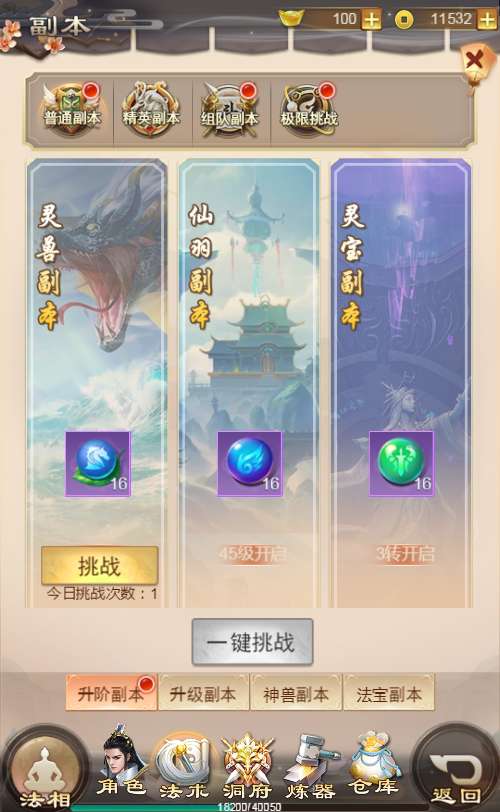 副本
100
11532
普通副本
精英副本
组队副本
极限挑战
灵兽副本
仙羽副本
灵宝副本
16
16
16
挑战
45级开启
3转开启
今日挑战次数：1
一键挑战
升阶副本
升级副本
神兽副本
法宝副本
法相
角色
法术
洞府
炼器
仓库
返回
18200/40050